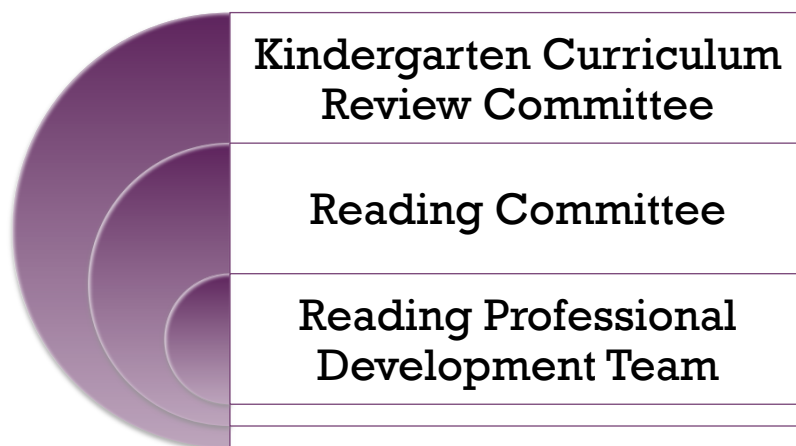 Kindergarten Curriculum
Review Committee
Reading Committee
Reading Professional
Development Team